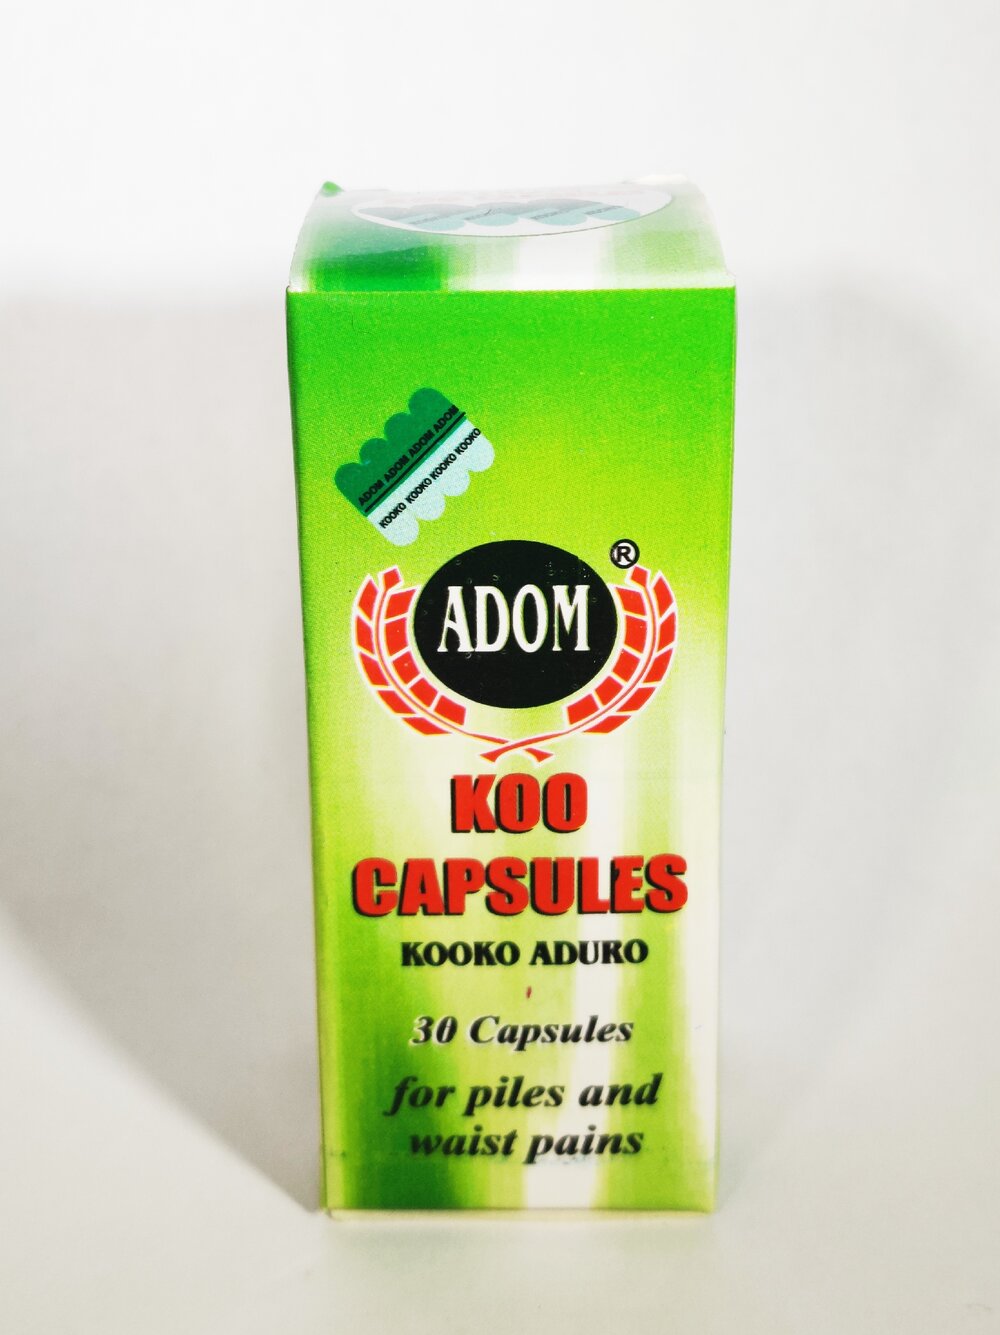 ADOM ADOM ADOM ADOM
KOOKO KOOKO KOOKO KOOKO
®
ADOM
KOO
CAPSULES
KOOKO ADURO
30 Capsules
for piles and
waist pains